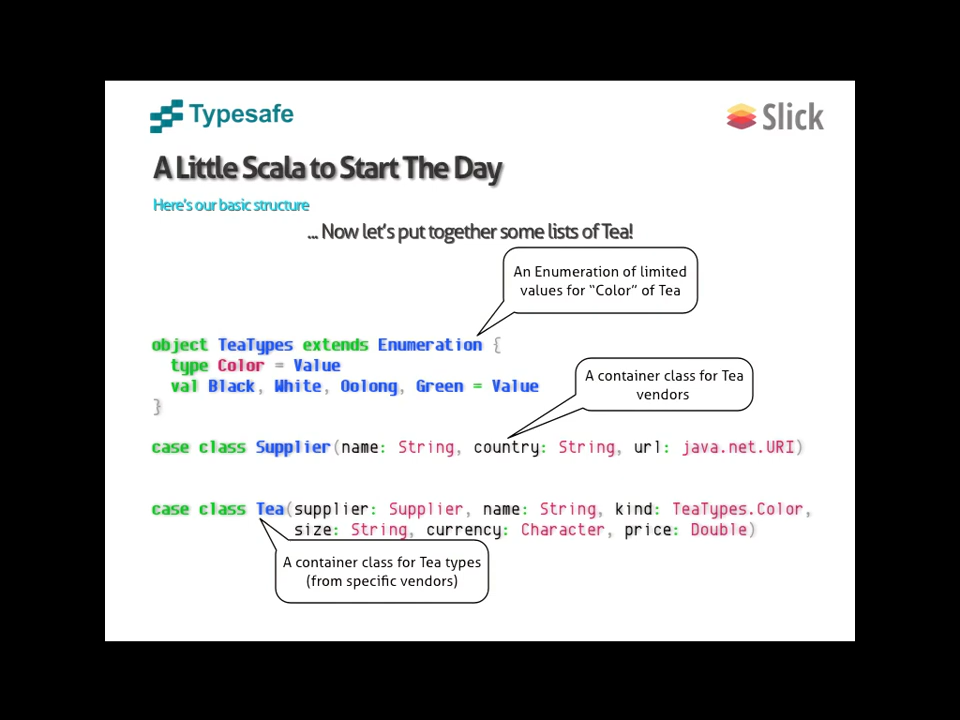 Typesafe
Slick
A Little Scala to Start The Day
Here's our basic structure
... Now let's put together some lists of Tea!
An Enumeration of limited
values for “Color” of Tea
object TeaTypes extends Enumeration {
type Color = Value
val Black, White, Oolong, Green = Value
}
A container class for Tea
vendors
case class Supplier(name: String, country: String, url: java.net.URI)
case class Tea(supplier: Supplier, name: String, kind: TeaTypes.Color,
size: String, currency: Character, price: Double)
A container class for Tea types
(from specific vendors)